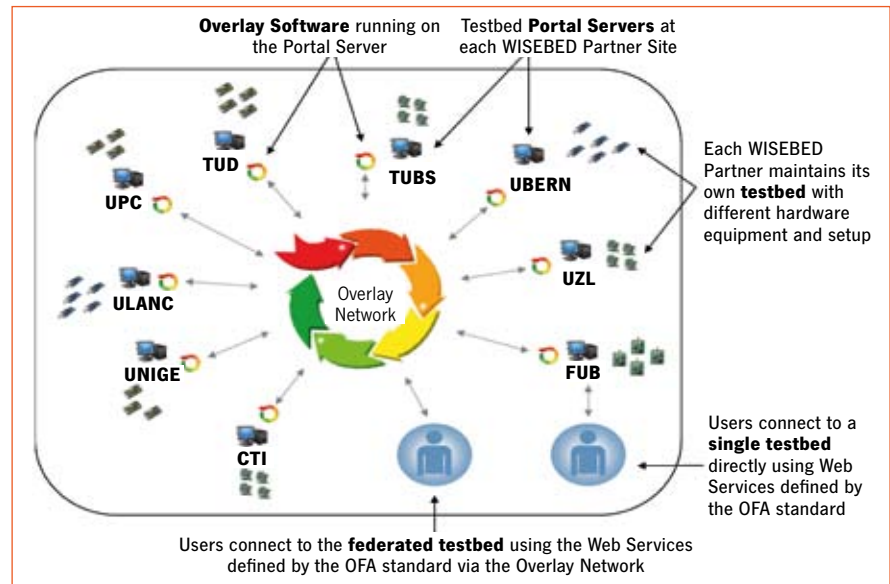 Overlay Software running on
the Portal Server
Testbed Portal Servers at
each WISEBED Partner Site
TUD
TUBS
UBERN
UPC
Each WISEBED
Partner maintains its
own testbed with
different hardware
equipment and setup
ULANC
Overlay
Network
UZL
UNIGE
FUB
CTI
Users connect to a
single testbed
directly using Web
Services defined by
the OFA standard
Users connect to the federated testbed using the Web Services
defined by the OFA standard via the Overlay Network